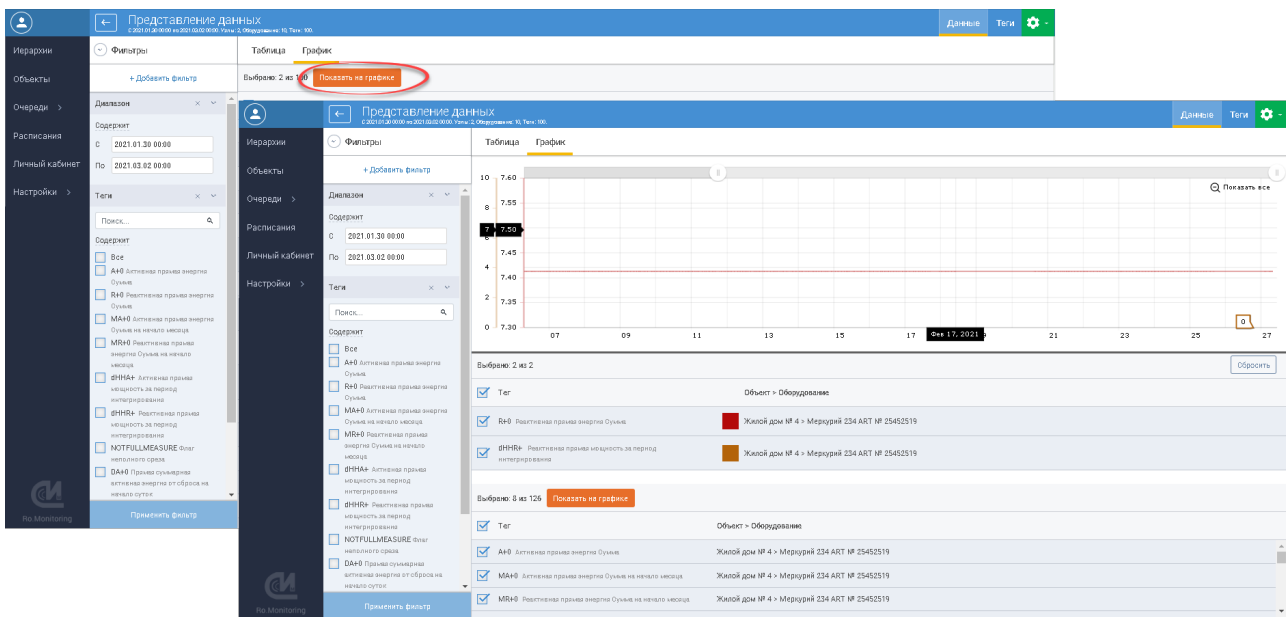 Представление данных
С 2021.01.30 00:00 по 2021.03.02 00:00. Узлы: 2, Оборудование: 10, Теги: 100.
Данные
Теги
Иерархии
Объекты
Очереди >
Расписания
Личный кабинет
Настройки >
Ro.Monitoring
Фильтры
+ Добавить фильтр
Диапазон
Содержит
С 2021.01.30 00:00
По 2021.03.02 00:00
Теги
Поиск...
Содержит
Все
A+0 Активная прямая энергия
Сумма
R+0 Реактивная прямая энергия
Сумма
MA+0 Активная прямая энергия
Сумма на начало месяца
MR+0 Реактивная прямая
энергия Сумма на начало
месяца
dHHA+ Активная прямая
мощность за период
интегрирования
dHHR+ Реактивная прямая
мощность за период
интегрирования
NOTFULLMEASURE Флаг
неполного среза
DA+0 Прямая суммарная
активная энергия от сброса на
начало суток
Применить фильтр
Таблица
График
Выбрано: 2 из
Показать на графике
Представление данных
С 2021.01.30 00:00 по 2021.03.02 00:00. Узлы: 2, Оборудование: 10, Теги: 100.
Данные
Теги
Иерархии
Объекты
Очереди >
Расписания
Личный кабинет
Настройки >
Ro.Monitoring
Фильтры
+ Добавить фильтр
Диапазон
Содержит
С 2021.01.30 00:00
По 2021.03.02 00:00
Теги
Поиск...
Содержит
Все
A+0 Активная прямая энергия
Сумма
R+0 Реактивная прямая энергия
Сумма
MA+0 Активная прямая энергия
Сумма на начало месяца
MR+0 Реактивная прямая
энергия Сумма на начало
месяца
dHHA+ Активная прямая
мощность за период
интегрирования
dHHR+ Реактивная прямая
мощность за период
интегрирования
NOTFULLMEASURE Флаг
неполного среза
DA+0 Прямая суммарная
активная энергия от сброса на
начало суток
Применить фильтр
Таблица
График
Показать все
10 7.60
8 7.55
7 7.50
6
7.45
4 7.40
2 7.35
0 7.30
0
07 09 11 13 15 17 Фев 17, 2021 21 23 25 27
Выбрано: 2 из 2
Сбросить
Тег Объект > Оборудование
R+0 Реактивная прямая энергия Сумма Жилой дом № 4 > Меркурий 234 ART № 25452519
dHHR+ Реактивная прямая мощность за период
интегрирования
Жилой дом № 4 > Меркурий 234 ART № 25452519
Выбрано: 8 из 126
Показать на графике
Тег Объект > Оборудование
A+0 Активная прямая энергия Сумма Жилой дом № 4 > Меркурий 234 ART № 25452519
MA+0 Активная прямая энергия Сумма на начало месяца Жилой дом № 4 > Меркурий 234 ART № 25452519
MR+0 Реактивная прямая энергия Сумма на начало месяца Жилой дом № 4 > Меркурий 234 ART № 25452519